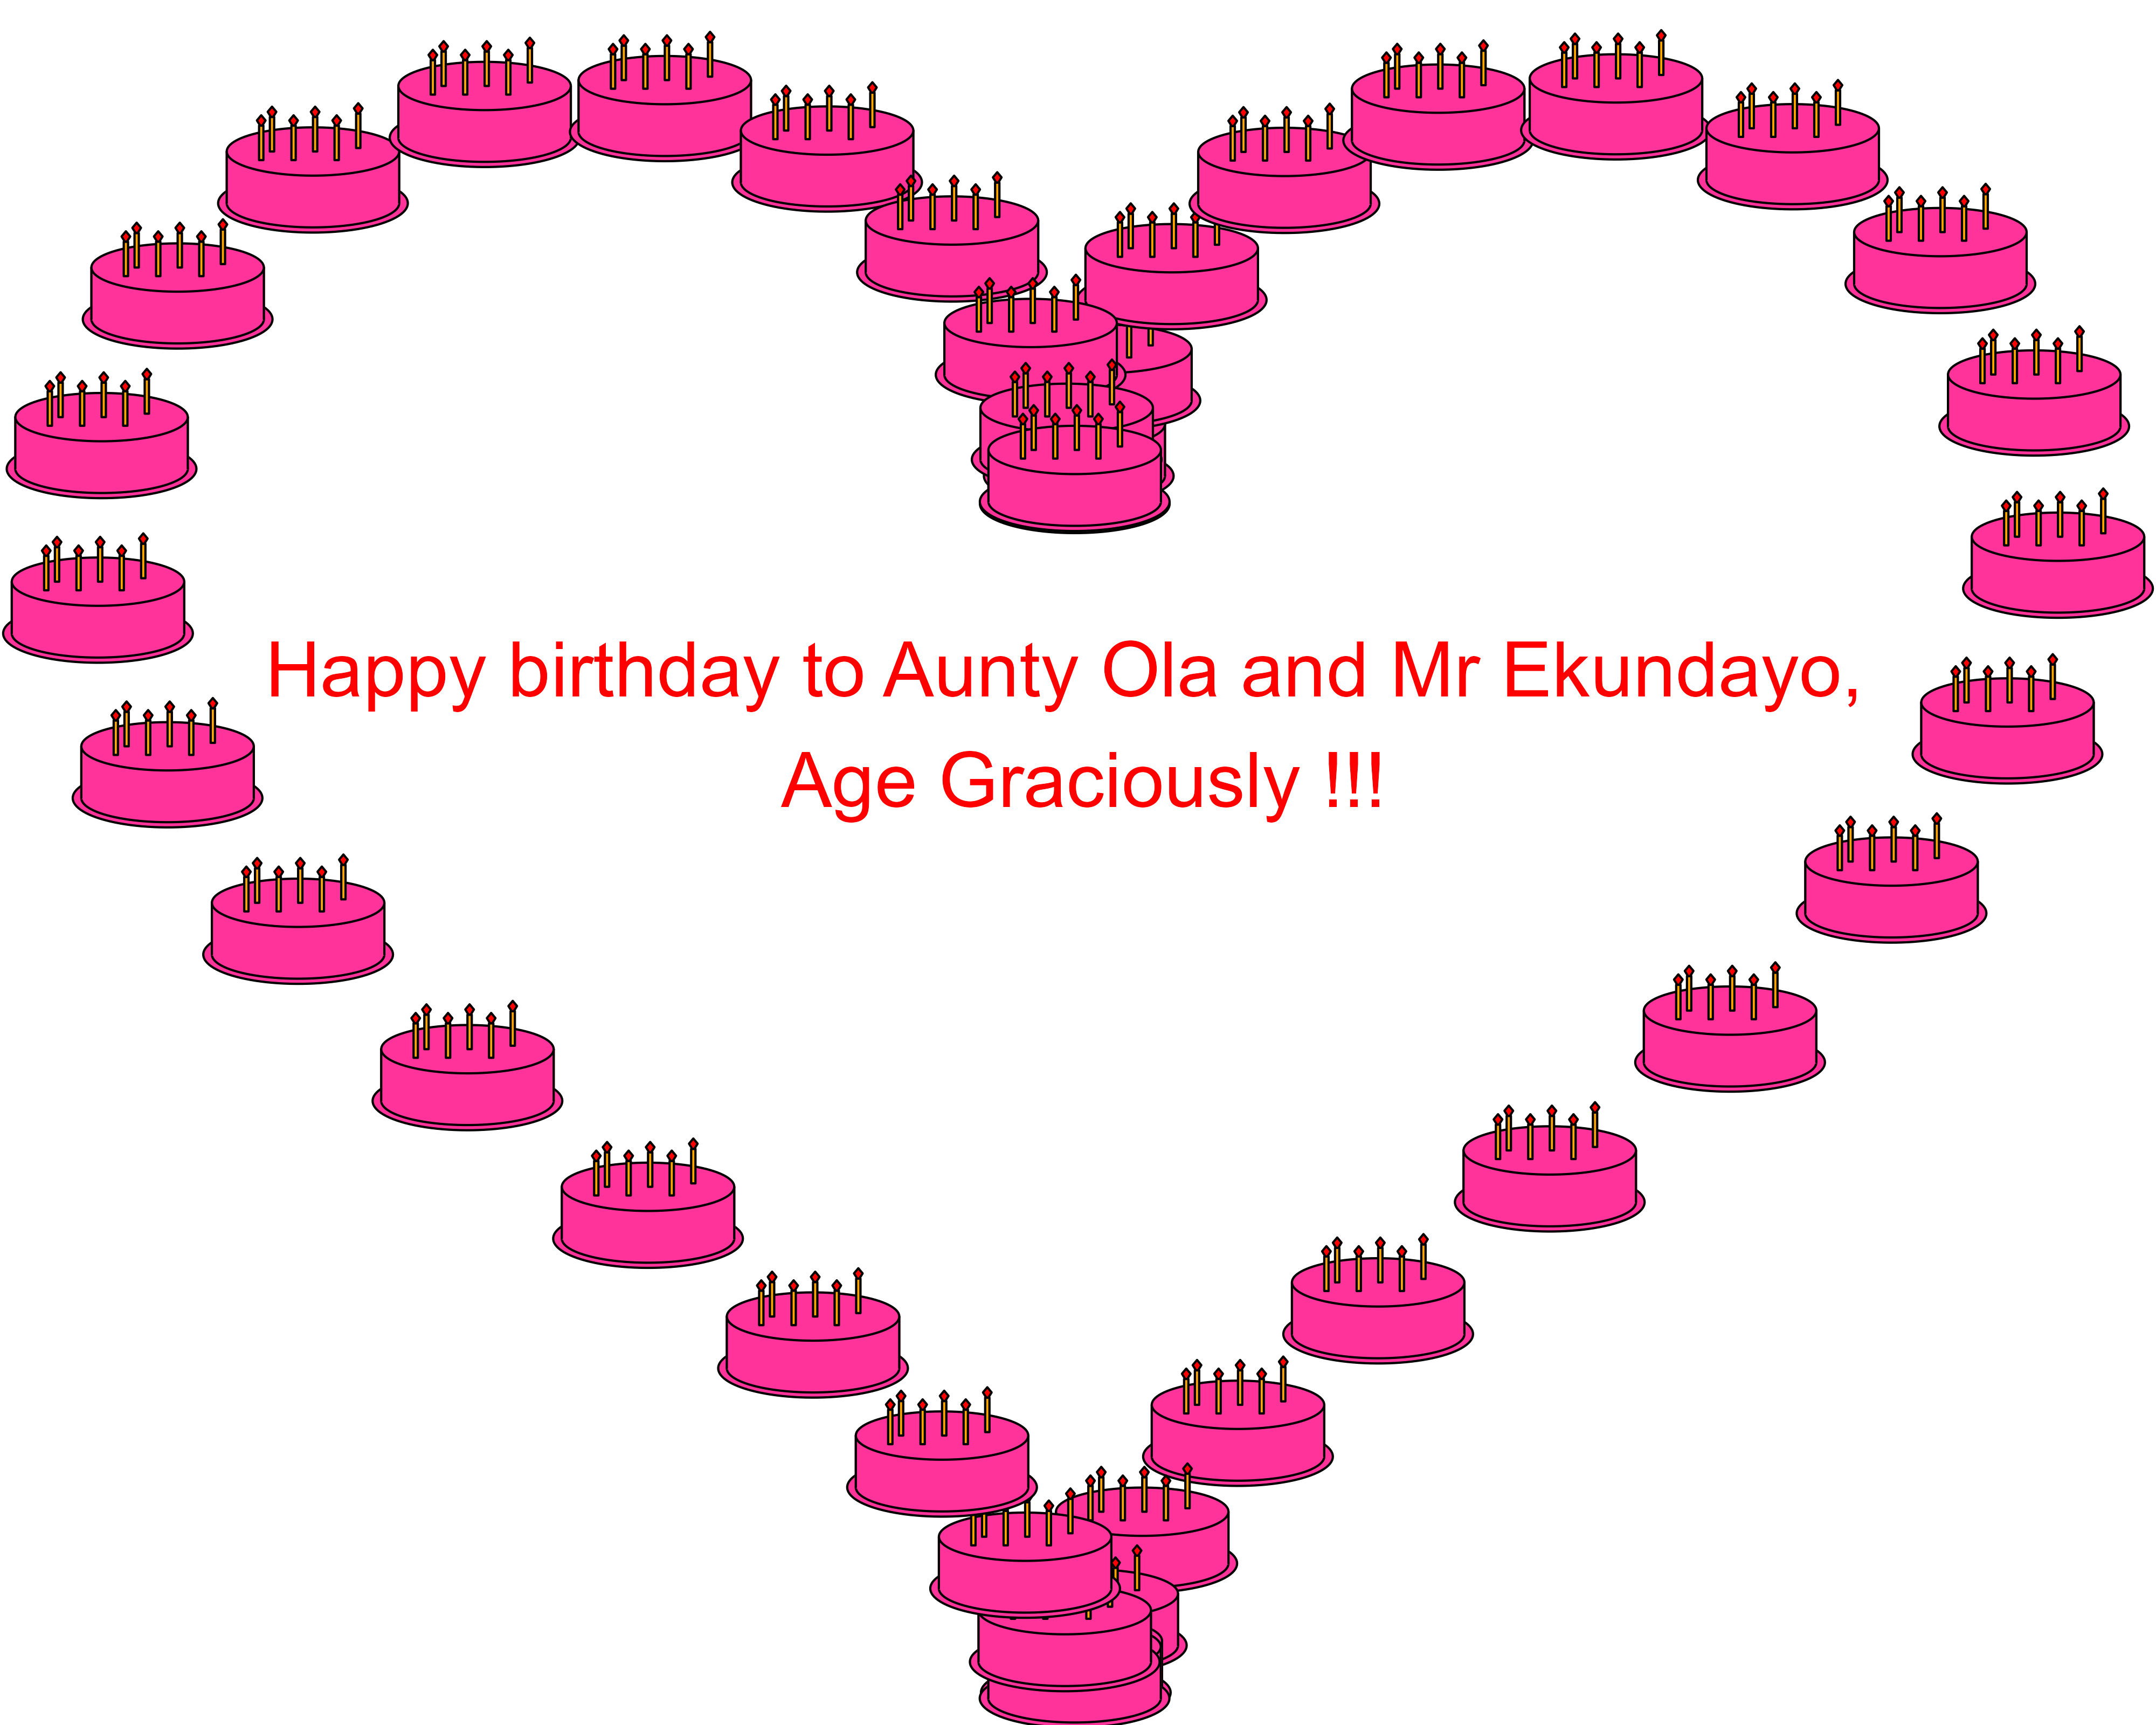 Happy birthday to Aunty Ola and Mr Ekundayo,
Age Graciously !!!